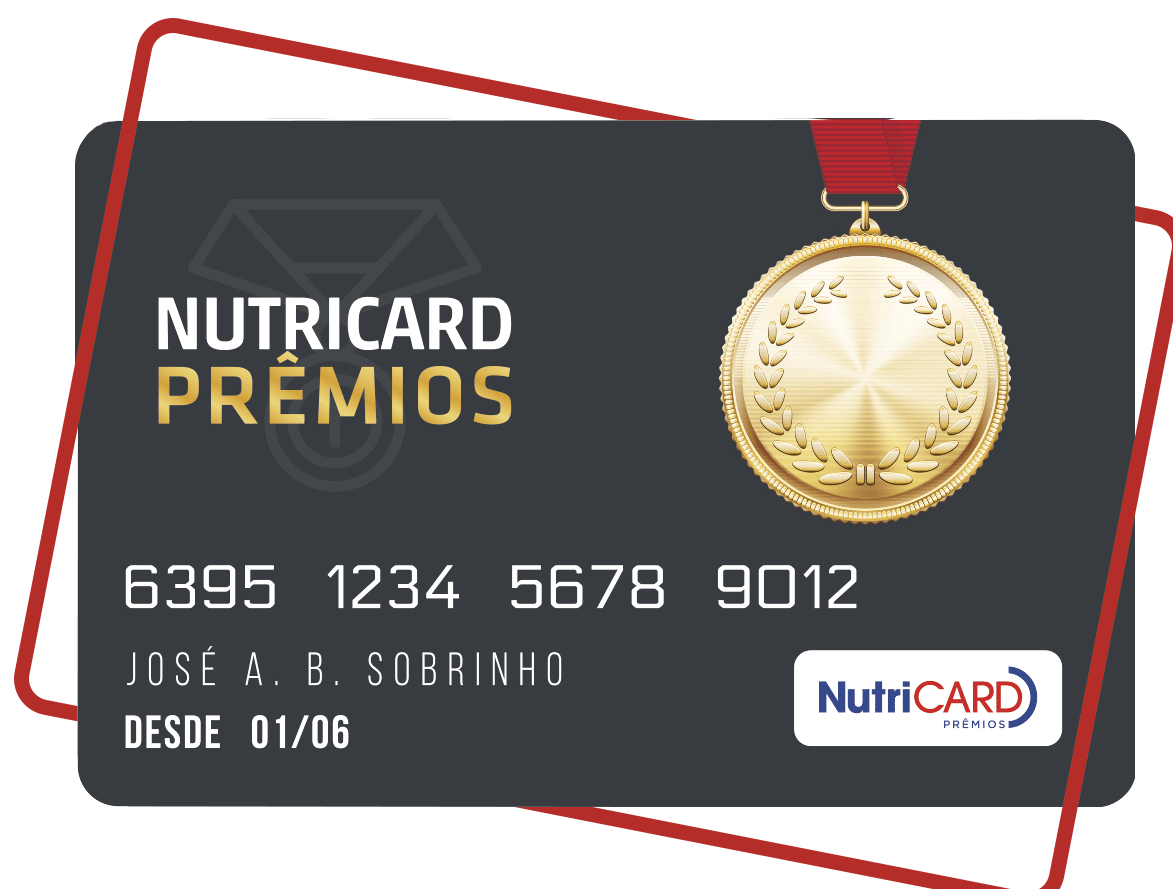 NUTRICARD
PRÊMIOS
6395 1234 5678 9012
JOSÉ A. B. SOBRINHO
DESDE 01/06
NutriCARD
PRÊMIOS